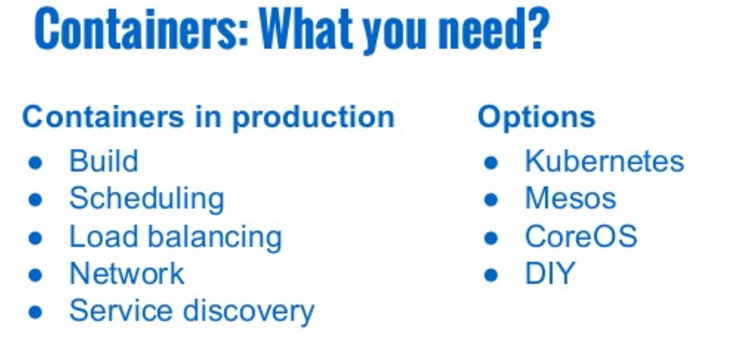 Containers: What you need?
Containers in production
● Build
● Scheduling
● Load balancing
● Network
● Service discovery
Options
● Kubernetes
● Mesos
● CoreOS
● DIY